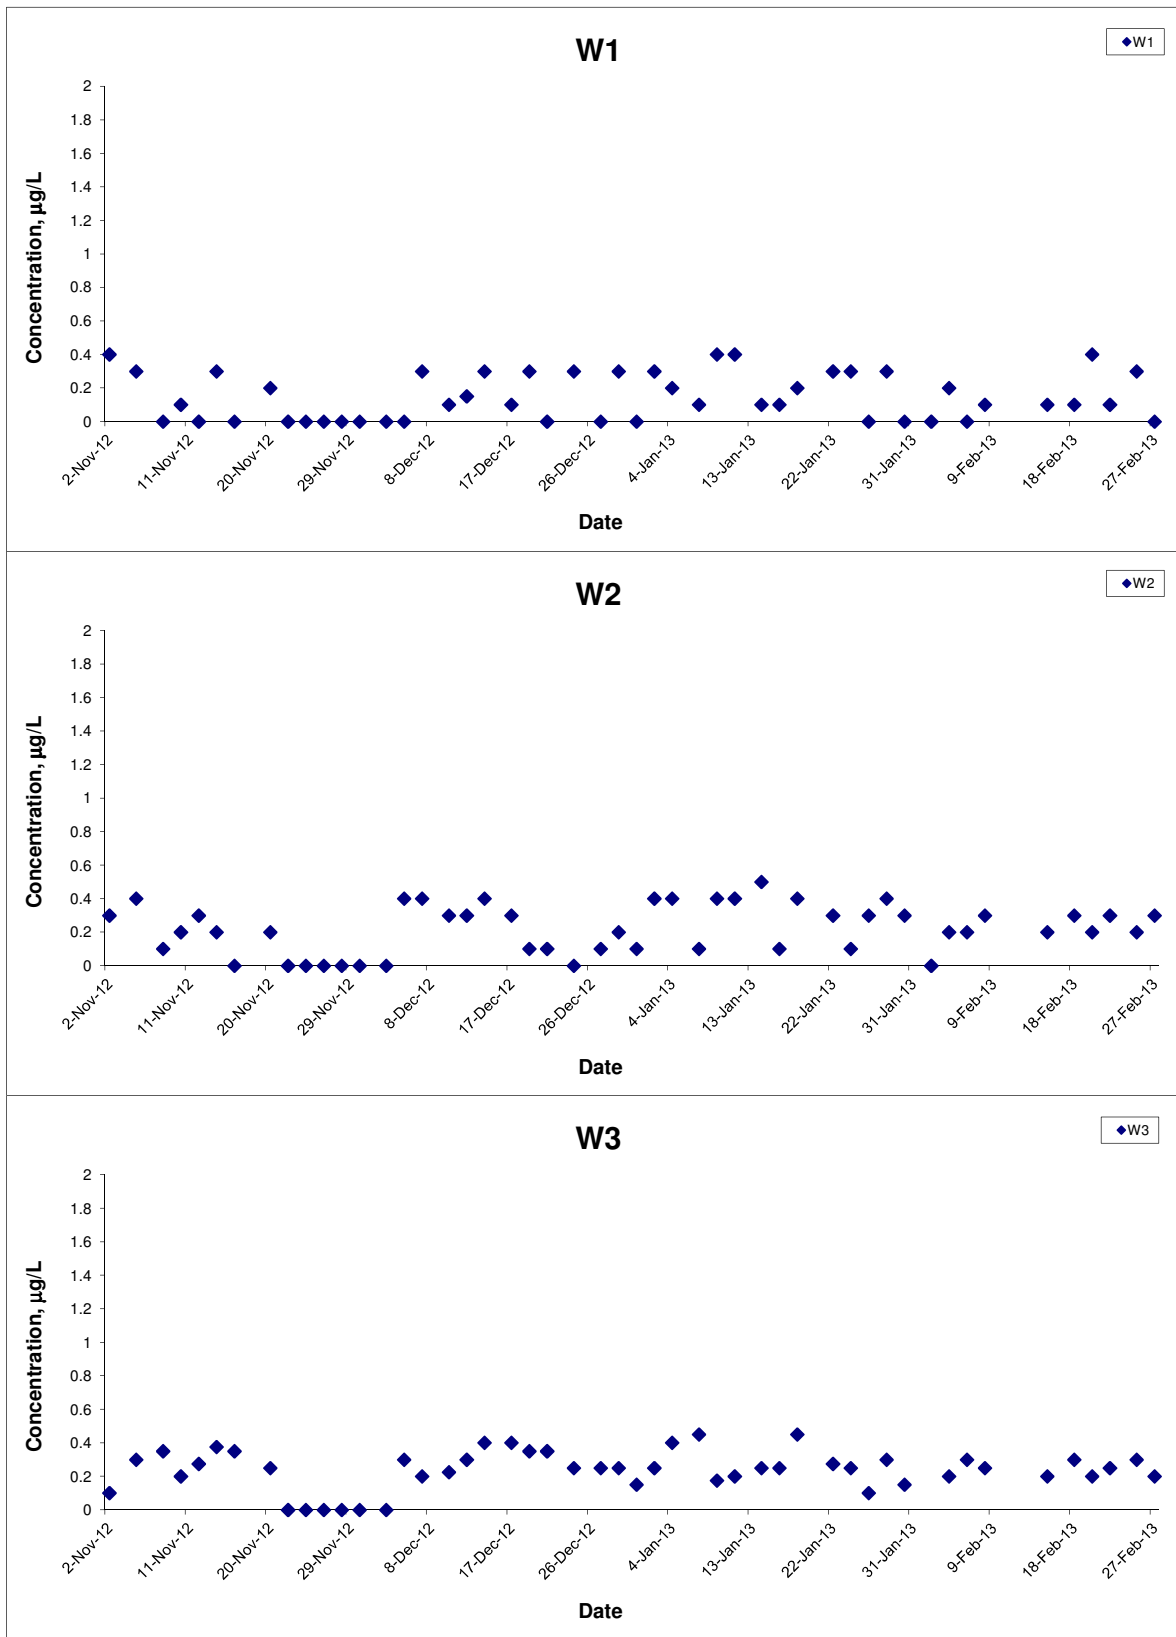 W1
W1
2
1.8
1.6
1.4
1.2
1
0.8
0.6
0.4
0.2
0
Concentration, µg/L
2-Nov-12
11-Nov-12
20-Nov-12
29-Nov-12
8-Dec-12
17-Dec-12
26-Dec-12
4-Jan-13
13-Jan-13
22-Jan-13
31-Jan-13
9-Feb-13
18-Feb-13
27-Feb-13
Date
W2
W2
2
1.8
1.6
1.4
1.2
1
0.8
0.6
0.4
0.2
0
Concentration, µg/L
2-Nov-12
11-Nov-12
20-Nov-12
29-Nov-12
8-Dec-12
17-Dec-12
26-Dec-12
4-Jan-13
13-Jan-13
22-Jan-13
31-Jan-13
9-Feb-13
18-Feb-13
27-Feb-13
Date
W3
W3
2
1.8
1.6
1.4
1.2
1
0.8
0.6
0.4
0.2
0
Concentration, µg/L
2-Nov-12
11-Nov-12
20-Nov-12
29-Nov-12
8-Dec-12
17-Dec-12
26-Dec-12
4-Jan-13
13-Jan-13
22-Jan-13
31-Jan-13
9-Feb-13
18-Feb-13
27-Feb-13
Date